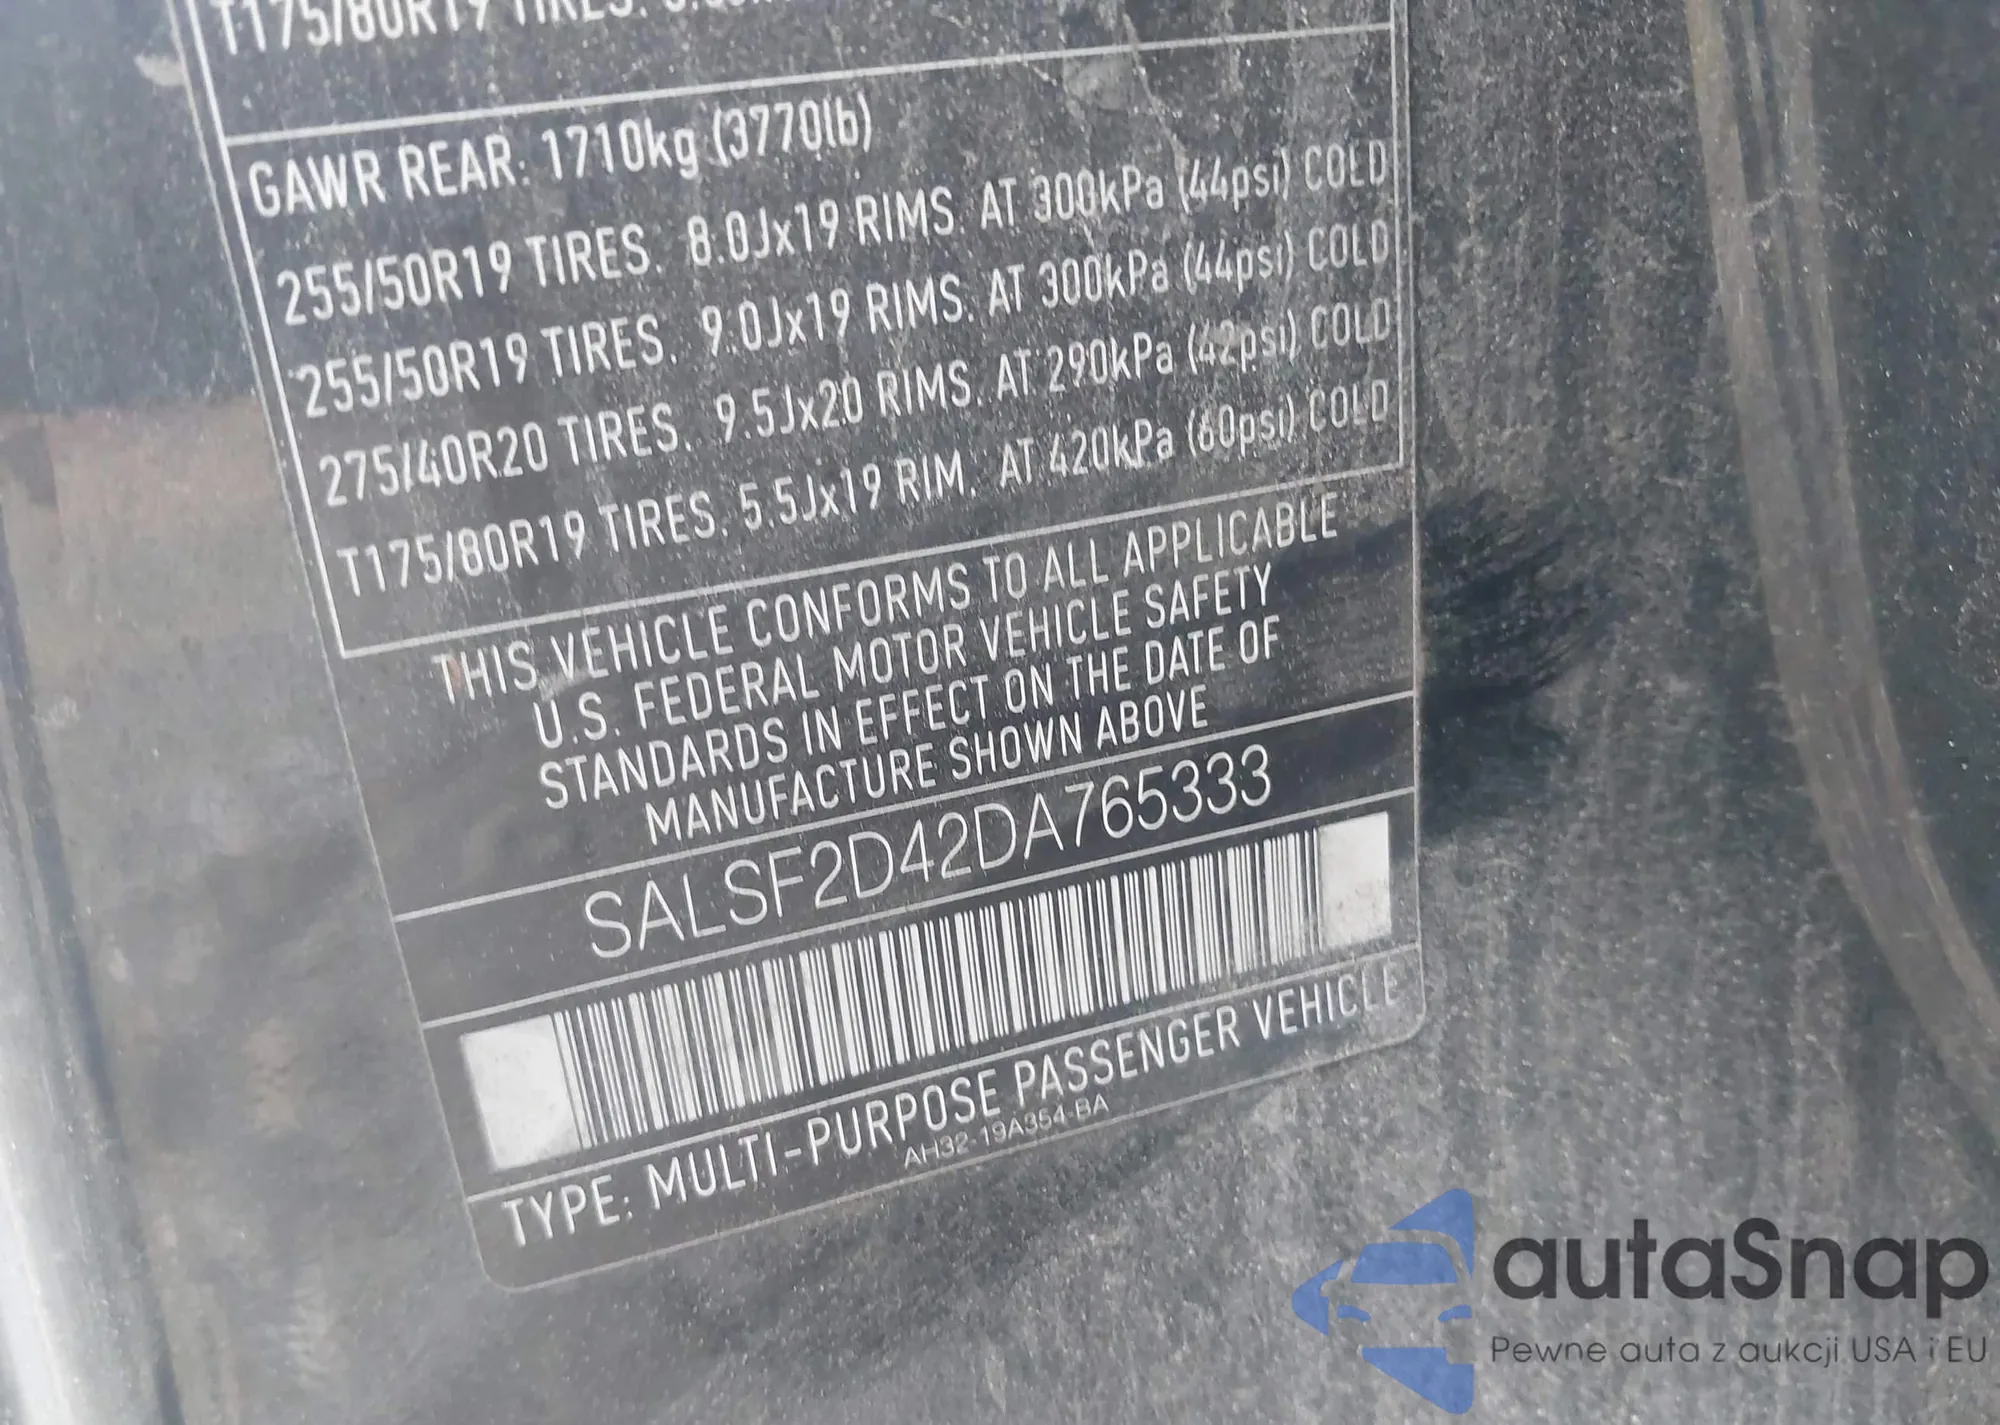 T175/80R19 TIRES.
GAWR REAR: 1710kg (3770lb)
255/50R19 TIRES. 8.0Jx19 RIMS. AT 300kPa (44psi) COLD
255/50R19 TIRES. 9.0Jx19 RIMS. AT 300kPa (44psi) COLD
275/40R20 TIRES. 9.5Jx20 RIMS. AT 290kPa (42psi) COLD
T175/80R19 TIRES. 5.5Jx19 RIM. AT 420kPa (60psi) COLD
THIS VEHICLE CONFORMS TO ALL APPLICABLE
U.S. FEDERAL MOTOR VEHICLE SAFETY
STANDARDS IN EFFECT ON THE DATE OF
MANUFACTURE SHOWN ABOVE
SALSF2D42DA765333
TYPE: MULTI-PURPOSE PASSENGER VEHICLE
AH32-19A354-BA
autaSnap
Pewne auta z aukcji USA i EU